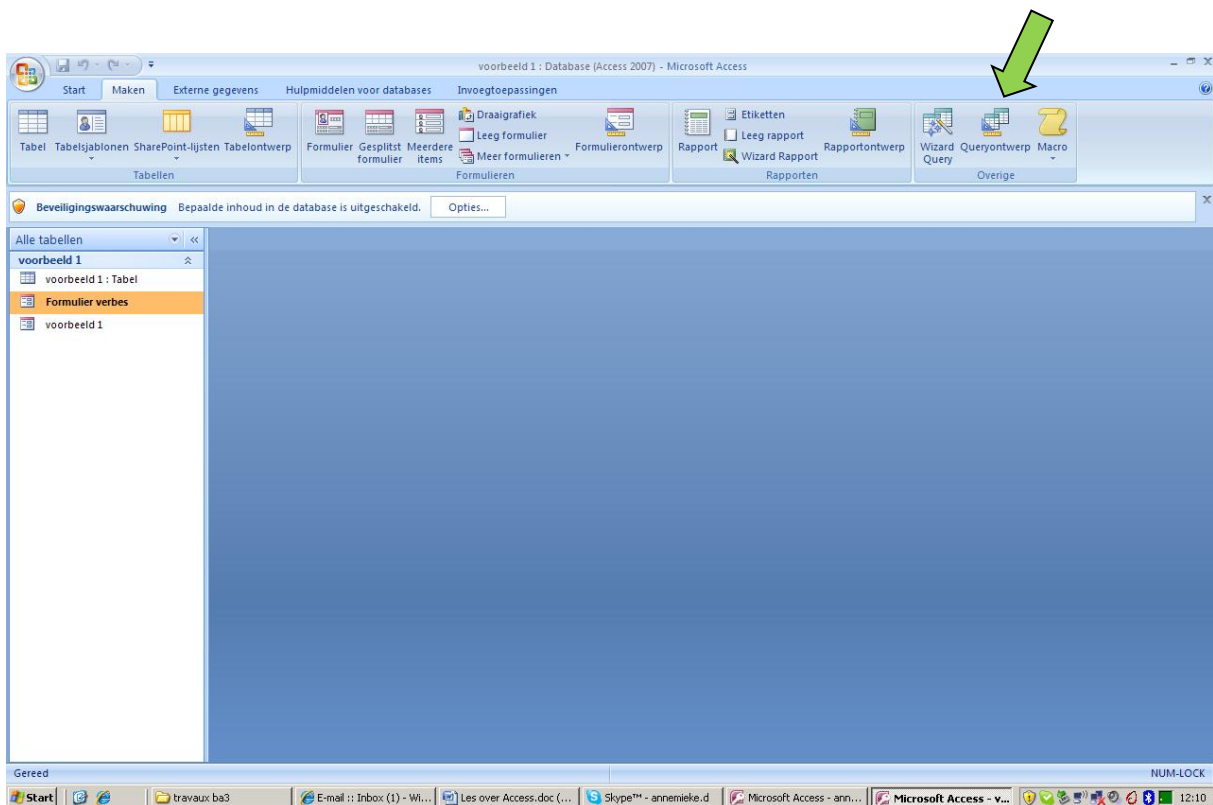 voorbeeld 1 : Database (Access 2007) - Microsoft Access
Start Maken Externe gegevens Hulpmiddelen voor databases Invoegtoepassingen
Tabel Tabelsjablonen SharePoint-lijsten Tabelontwerp
Tabellen
Formulier Gesplitst formulier Meerdere items
Draaigrafiek
Leeg formulier
Meer formulieren
Formulierontwerp
Formulieren
Rapport
Etiketten
Leeg rapport
Wizard Rapport
Rapportontwerp
Rapporten
Wizard Query Queryontwerp Macro
Overige
Beveiligingswaarschuwing Bepaalde inhoud in de database is uitgeschakeld. Opties...
Alle tabellen
voorbeeld 1
voorbeeld 1 : Tabel
Formulier verbes
voorbeeld 1
Gereed NUM-LOCK
Start travaux ba3 E-mail :: Inbox (1) - Wi... Les over Access.doc (... Skype™ - annemieke.d Microsoft Access - ann... Microsoft Access - v... 12:10